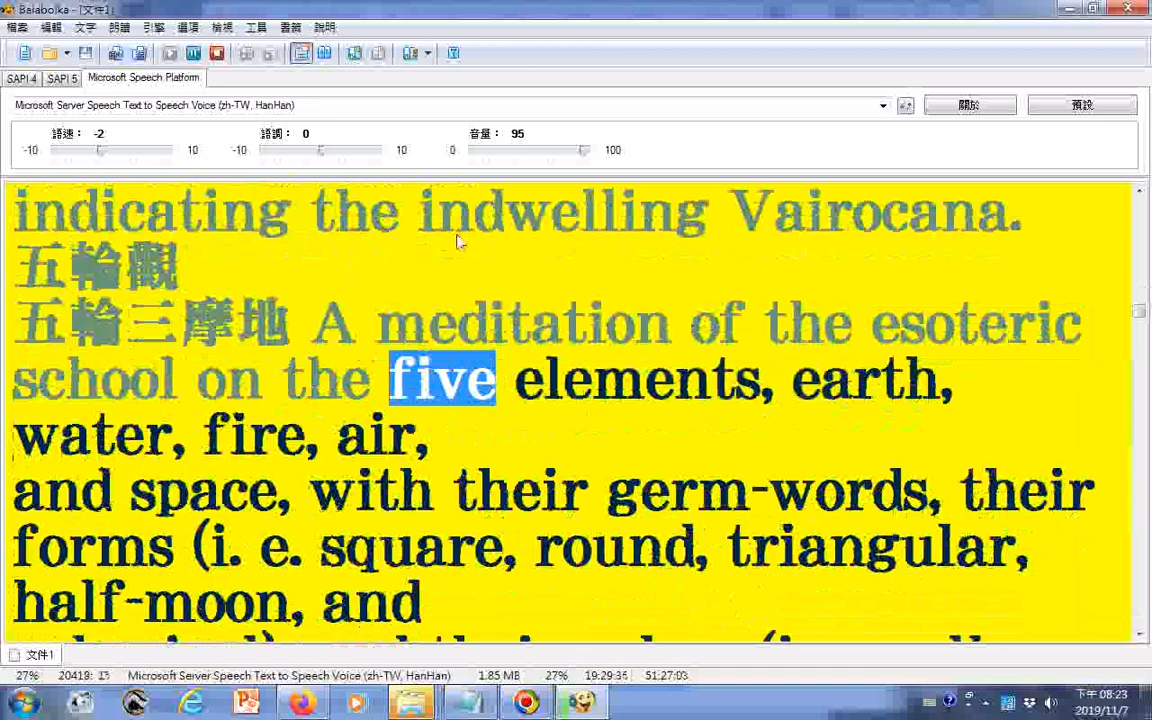 Balabolka - [文件1]
檔案 編輯 文字 朗讀 引擎 選項 檢視 工具 書籤 說明
SAPI 4 SAPI 5 Microsoft Speech Platform
Microsoft Server Speech Text to Speech Voice (zh-TW, HanHan) 關於 預設
語速： -2 語調： 0 音量： 95
-10 10 -10 10 0 100
indicating the indwelling Vairocana.
五輪觀
五輪三摩地 A meditation of the esoteric
school on the five elements, earth,
water, fire, air,
and space, with their germ-words, their
forms (i. e. square, round, triangular,
half-moon, and
文件1
27% Microsoft Server Speech Text to Speech Voice (zh-TW, HanHan) 1.85 MB 27% 19:29:36 51:27:03
下午 08:23
2019/11/7